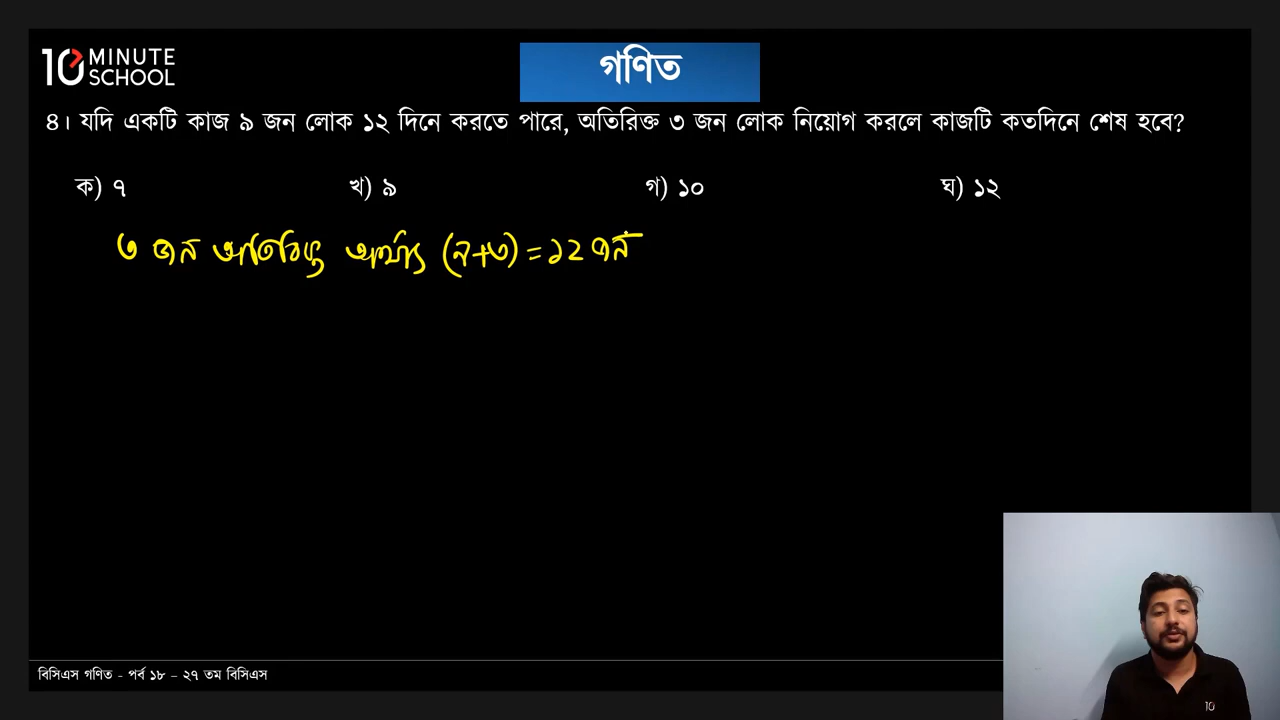 10 MINUTE SCHOOL
গণিত
৪। যদি একটি কাজ ৯ জন লোক ১২ দিনে করতে পারে, অতিরিক্ত ৩ জন লোক নিয়োগ করলে কাজটি কতদিনে শেষ হবে?
ক) ৭ খ) ৯ গ) ১০ ঘ) ১২
৩ জন অতিরিক্ত অর্থাৎ (৯+৩) = ১২ জন
বিসিএস গণিত - পর্ব ১৮ – ২৭ তম বিসিএস
10